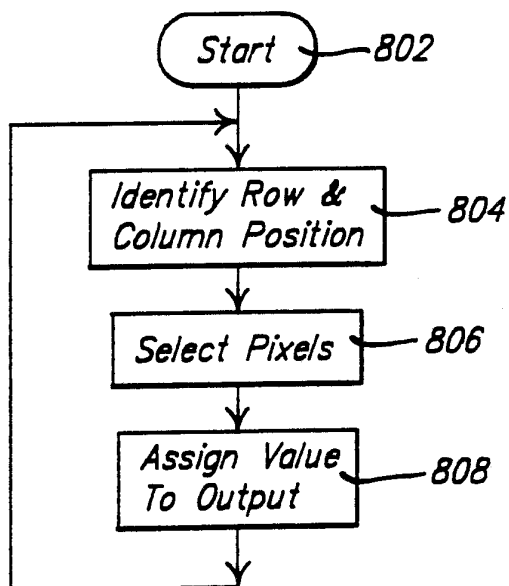 Start 802
Identify Row &
Column Position 804
Select Pixels 806
Assign Value
To Output 808